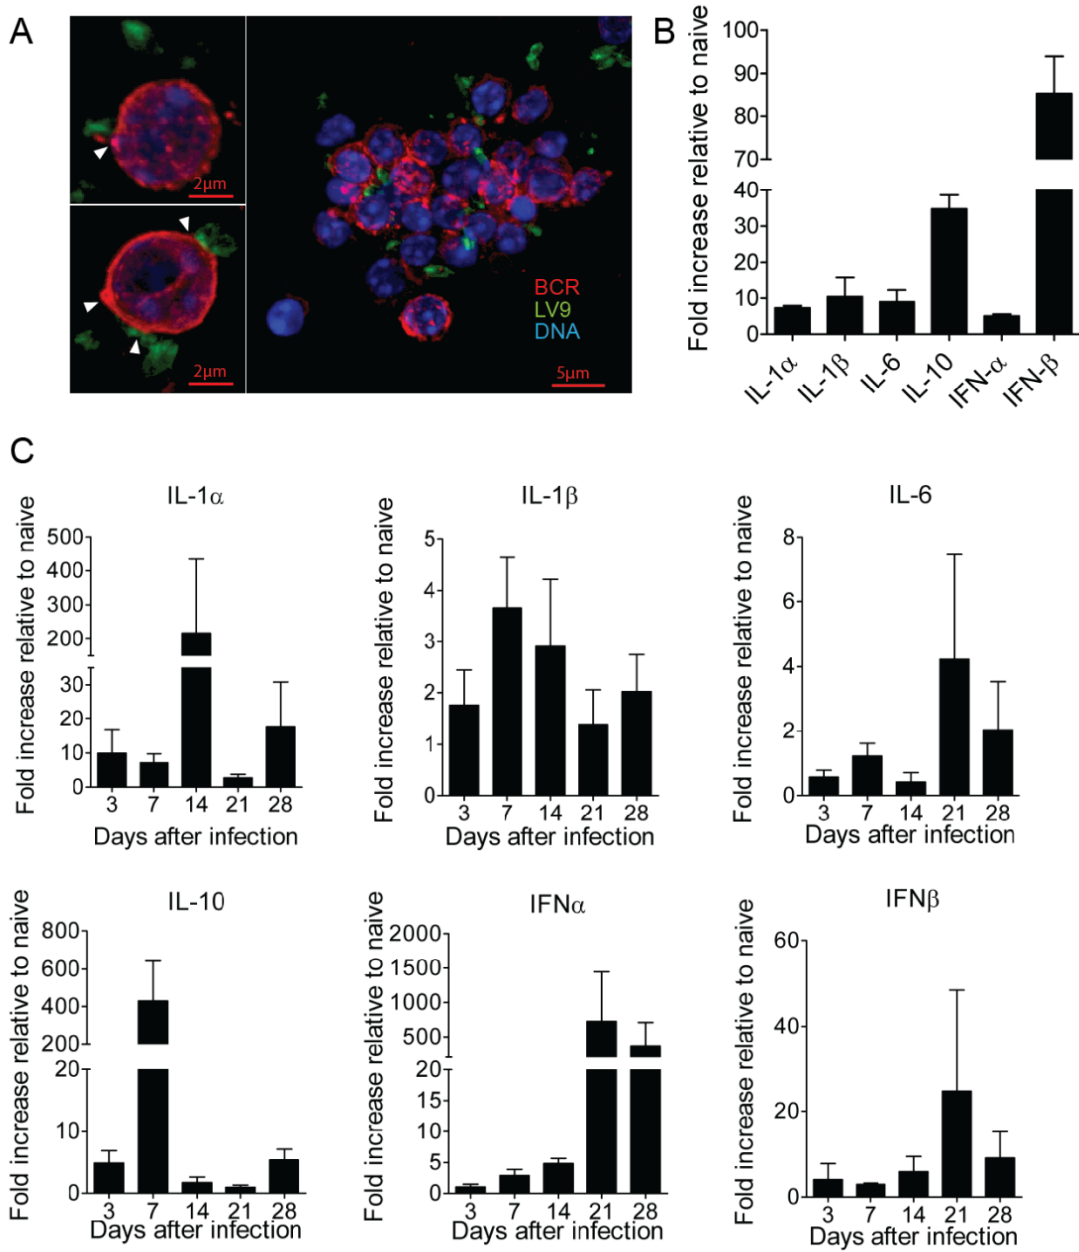 A
2μm
2μm
BCR
LV9
DNA
5μm
B
Fold increase relative to naive
100
90
80
70
40
30
20
10
0
IL-1α
IL-1β
IL-6
IL-10
IFN-α
IFN-β
C
IL-1α
Fold increase relative to naive
500
400
300
200
30
20
10
0
3 7 14 21 28
Days after infection
IL-1β
Fold increase relative to naive
5
4
3
2
1
0
3 7 14 21 28
Days after infection
IL-6
Fold increase relative to naive
8
6
4
2
0
3 7 14 21 28
Days after infection
IL-10
Fold increase relative to naive
800
600
400
200
20
10
0
3 7 14 21 28
Days after infection
IFNα
Fold increase relative to naive
2000
1500
1000
500
20
15
10
5
0
3 7 14 21 28
Days after infection
IFNβ
Fold increase relative to naive
60
40
20
0
3 7 14 21 28
Days after infection